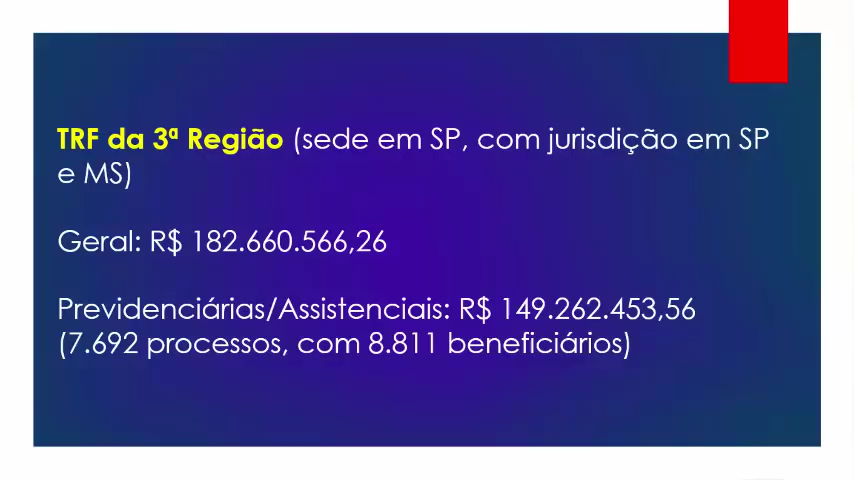 TRF da 3ª Região (sede em SP, com jurisdição em SP
e MS)
Geral: R$ 182.660.566,26
Previdenciárias/Assistenciais: R$ 149.262.453,56
(7.692 processos, com 8.811 beneficiários)